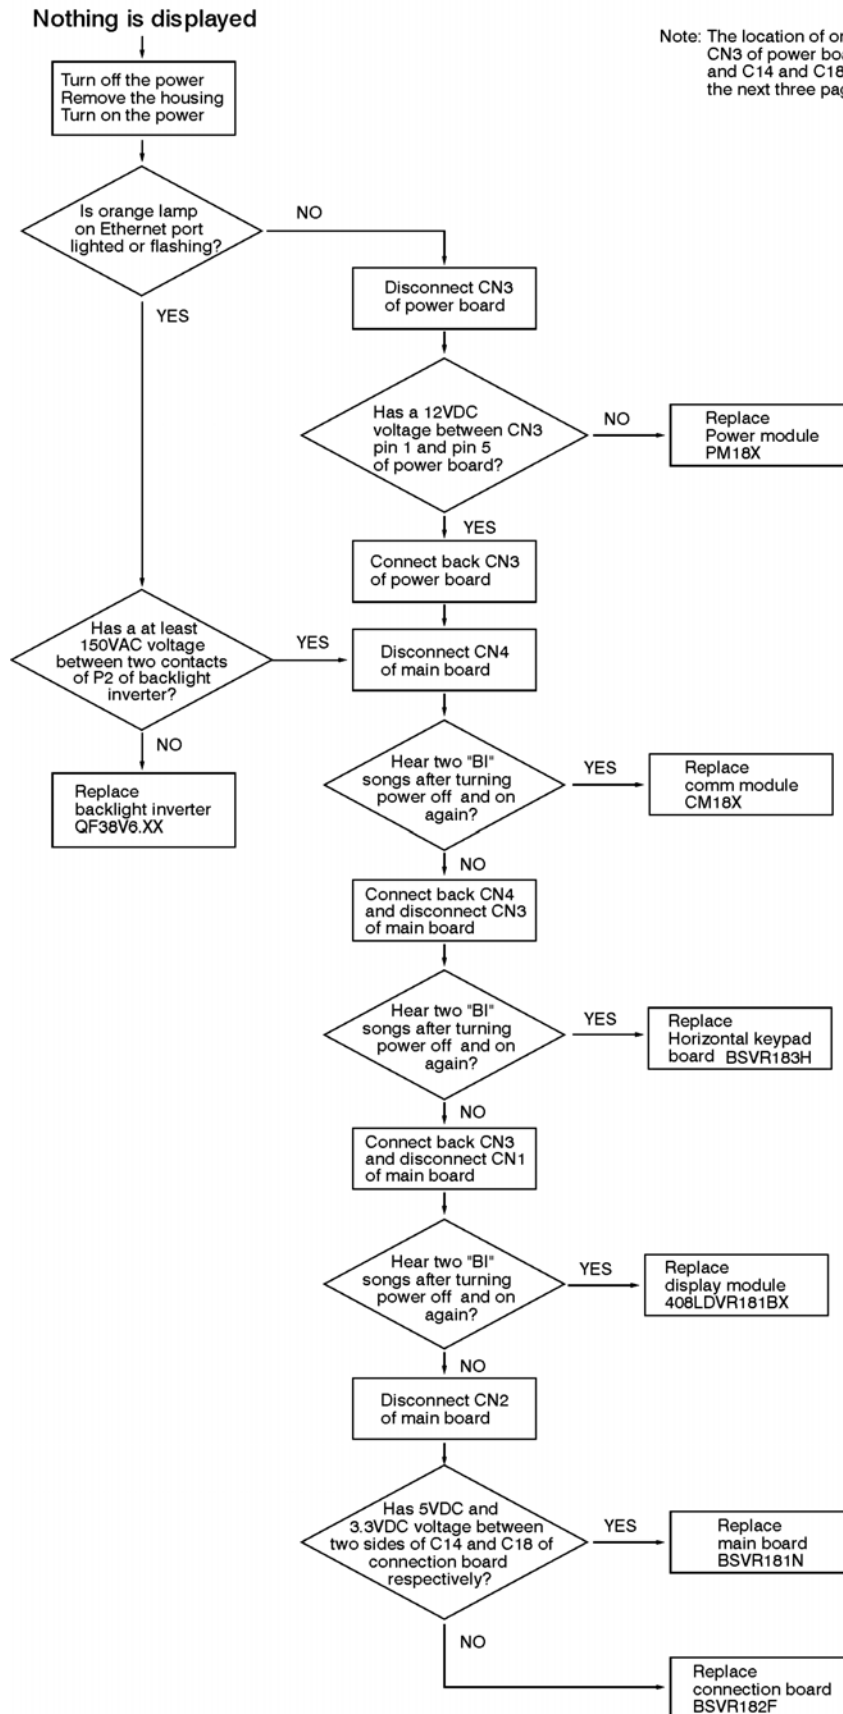 Nothing is displayed
Note: The location of
CN3 of power
and C14 and C18
the next three
Turn off the power
Remove the housing
Turn on the power
Is orange lamp
on Ethernet port
lighted or flashing?
NO
YES
Disconnect CN3
of power board
Has a 12VDC
voltage between CN3
pin 1 and pin 5
of power board?
NO
Replace
Power module
PM18X
YES
Connect back CN3
of power board
Has a at least
150VAC voltage
between two contacts
of P2 of backlight
inverter?
YES
Disconnect CN4
of main board
NO
Replace
backlight inverter
QF38V6.XX
Hear two "BI"
songs after turning
power off and on
again?
YES
Replace
comm module
CM18X
NO
Connect back CN4
and disconnect CN3
of main board
Hear two "BI"
songs after turning
power off and on
again?
YES
Replace
Horizontal keypad
board BSVR183H
NO
Connect back CN3
and disconnect CN1
of main board
Hear two "BI"
songs after turning
power off and on
again?
YES
Replace
display module
408LDVR181BX
NO
Disconnect CN2
of main board
Has 5VDC and
3.3VDC voltage between
two sides of C14 and C18 of
connection board
respectively?
YES
Replace
main board
BSVR181N
NO
Replace
connection board
BSVR182F